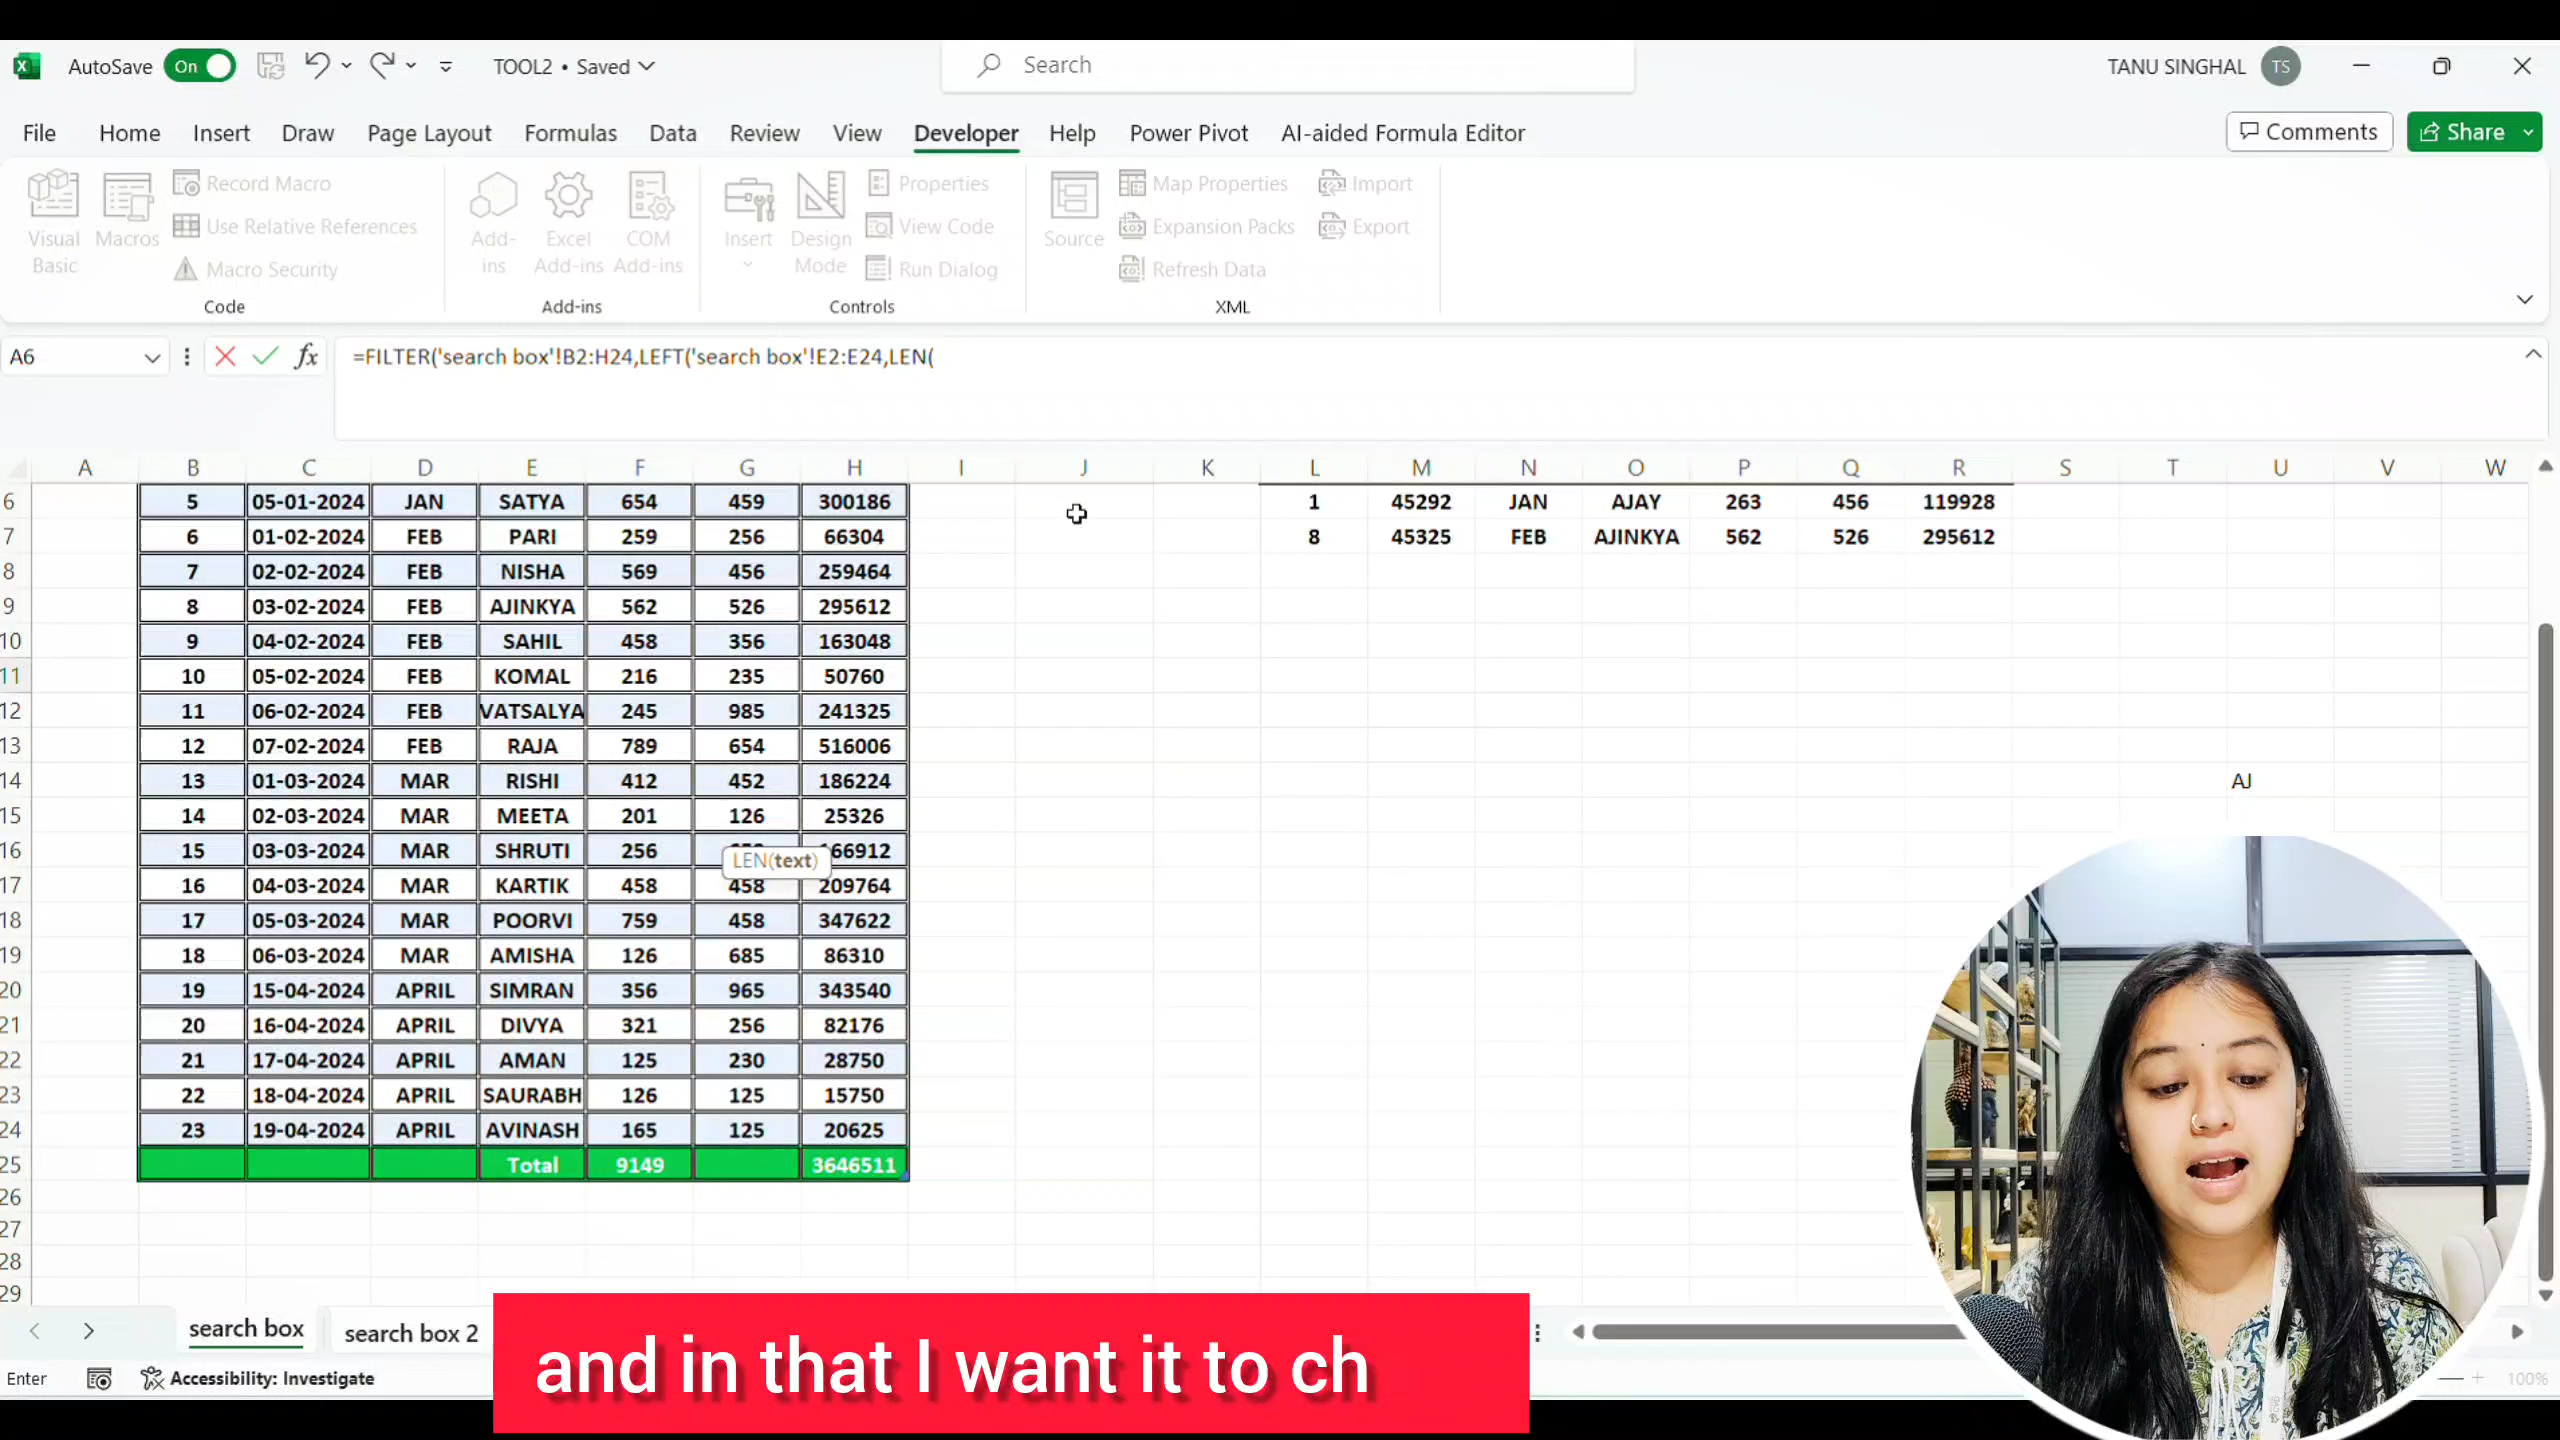 AutoSave On TOOL2 • Saved Search TANU SINGHAL TS
File Home Insert Draw Page Layout Formulas Data Review View Developer Help Power Pivot AI-aided Formula Editor Comments Share
Visual Basic Macros Record Macro Use Relative References Macro Security Code
Add-ins Excel Add-ins COM Add-ins Add-ins
Insert Design Mode Properties View Code Run Dialog Controls
Source Map Properties Expansion Packs Refresh Data Import Export XML
A6 fx =FILTER('search box'!B2:H24,LEFT('search box'!E2:E24,LEN(
A B C D E F G H I J K L M N O P Q R S T U V W
6 5 05-01-2024 JAN SATYA 654 459 300186 1 45292 JAN AJAY 263 456 119928
7 6 01-02-2024 FEB PARI 259 256 66304 8 45325 FEB AJINKYA 562 526 295612
8 7 02-02-2024 FEB NISHA 569 456 259464
9 8 03-02-2024 FEB AJINKYA 562 526 295612
10 9 04-02-2024 FEB SAHIL 458 356 163048
11 10 05-02-2024 FEB KOMAL 216 235 50760
12 11 06-02-2024 FEB VATSALYA 245 985 241325
13 12 07-02-2024 FEB RAJA 789 654 516006
14 13 01-03-2024 MAR RISHI 412 452 186224 AJ
15 14 02-03-2024 MAR MEETA 201 126 25326
16 15 03-03-2024 MAR SHRUTI 256 66912
LEN(text)
17 16 04-03-2024 MAR KARTIK 458 458 209764
18 17 05-03-2024 MAR POORVI 759 458 347622
19 18 06-03-2024 MAR AMISHA 126 685 86310
20 19 15-04-2024 APRIL SIMRAN 356 965 343540
21 20 16-04-2024 APRIL DIVYA 321 256 82176
22 21 17-04-2024 APRIL AMAN 125 230 28750
23 22 18-04-2024 APRIL SAURABH 126 125 15750
24 23 19-04-2024 APRIL AVINASH 165 125 20625
25 Total 9149 3646511
26
27
28
29
search box search box 2
and in that I want it to ch
Enter Accessibility: Investigate 100%